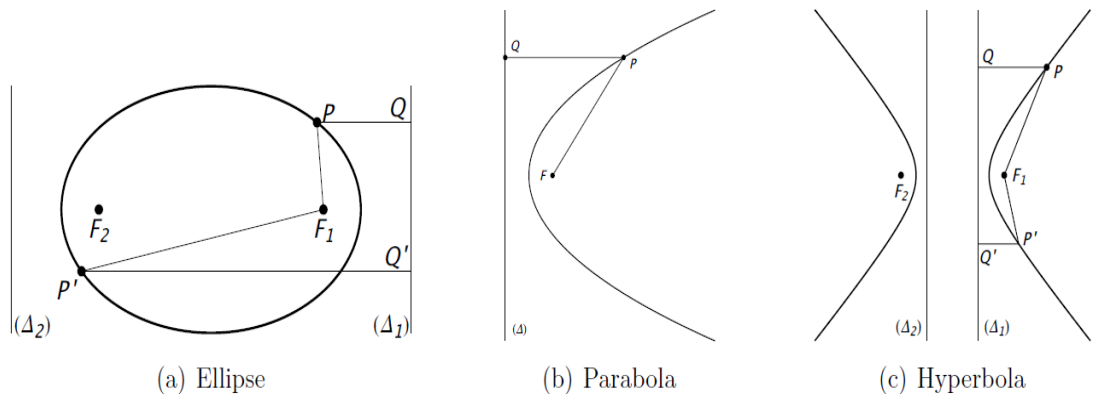 P
Q
F₂
F₁
P'
Q'
(Δ₂)
(Δ₁)
(a) Ellipse
Q
P
F
(Δ)
(b) Parabola
Q
P
F₂
F₁
Q'
P'
(Δ₂)
(Δ₁)
(c) Hyperbola